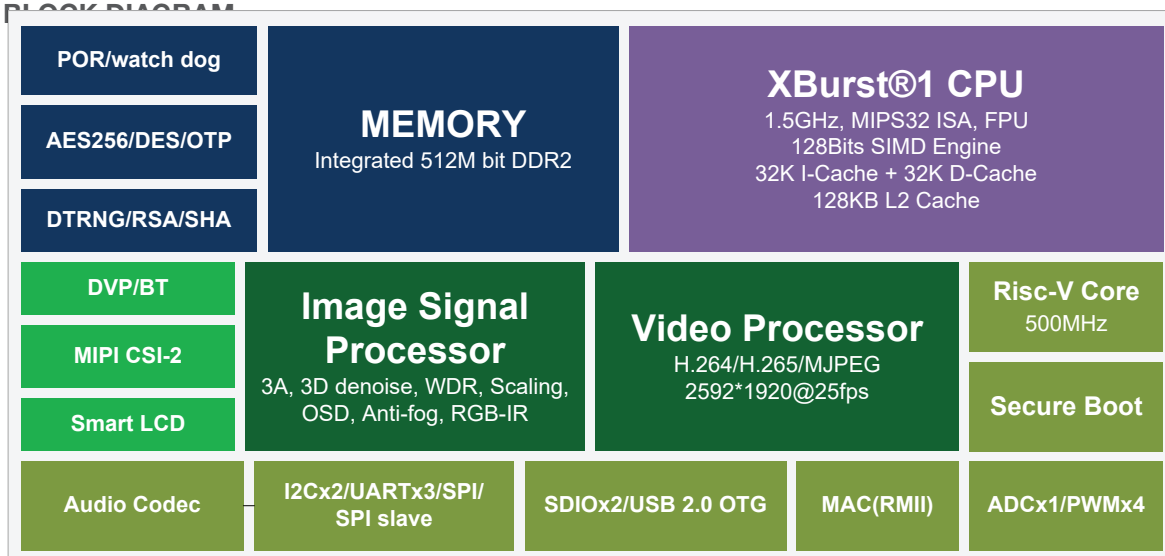 BLOCK DIAGRAM
POR/watch dog
AES256/DES/OTP
DTRNG/RSA/SHA
MEMORY
Integrated 512M bit DDR2
XBurst®1 CPU
1.5GHz, MIPS32 ISA, FPU
128Bits SIMD Engine
32K I-Cache + 32K D-Cache
128KB L2 Cache
DVP/BT
MIPI CSI-2
Smart LCD
Image Signal
Processor
3A, 3D denoise, WDR, Scaling,
OSD, Anti-fog, RGB-IR
Video Processor
H.264/H.265/MJPEG
2592*1920@25fps
Risc-V Core
500MHz
Secure Boot
Audio Codec
I2Cx2/UARTx3/SPI/
SPI slave
SDIOx2/USB 2.0 OTG
MAC(RMII)
ADCx1/PWMx4